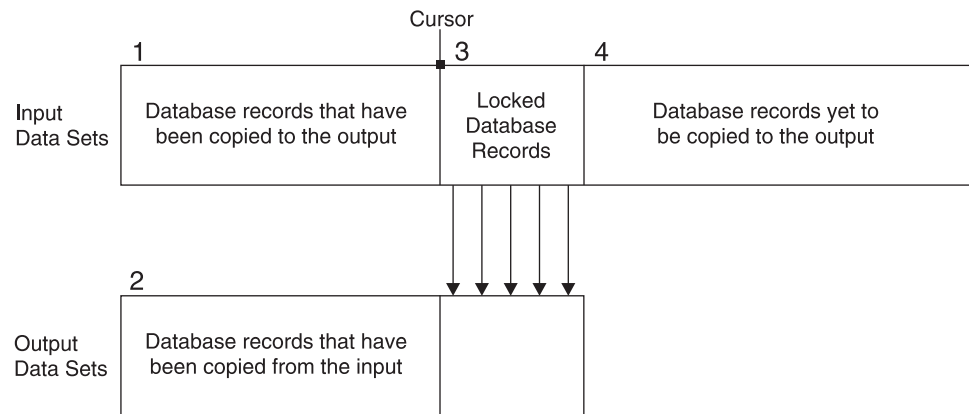 Cursor
1
3
4
Input
Data Sets
Database records that have
been copied to the output
Locked
Database
Records
Database records yet to
be copied to the output
2
Output
Data Sets
Database records that have
been copied from the input